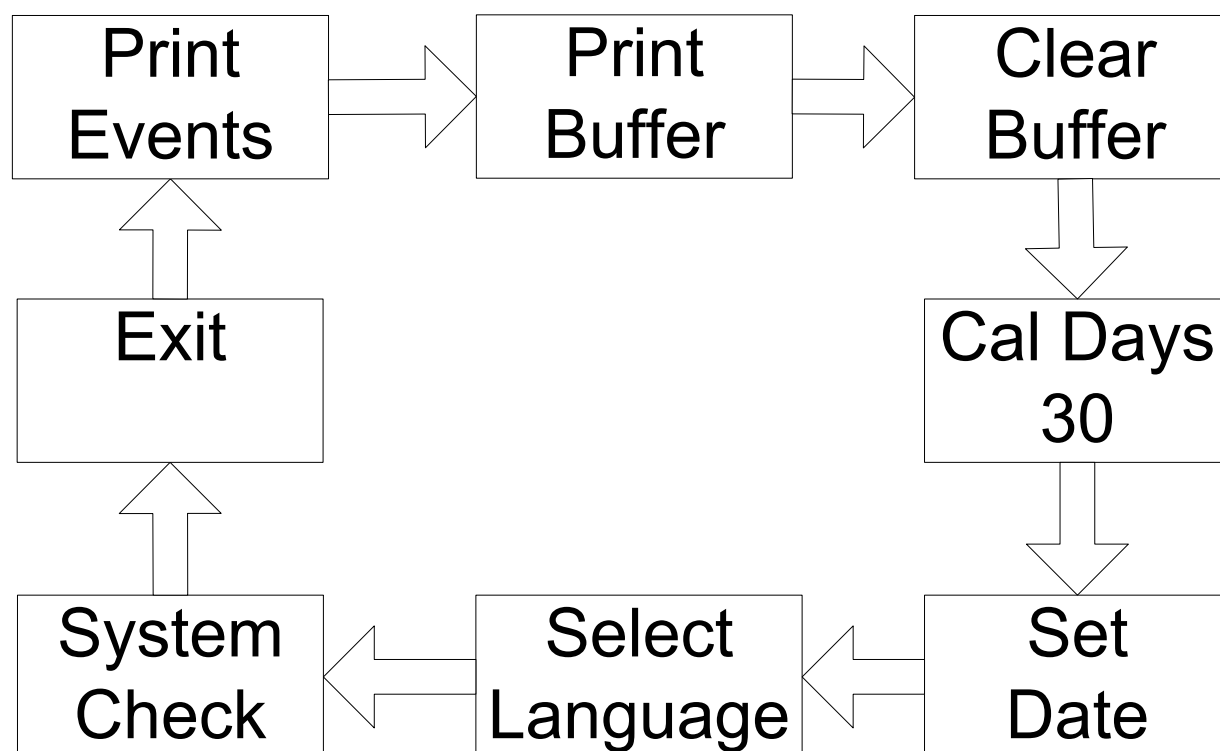 Print
Events
Print
Buffer
Clear
Buffer
Exit
Cal Days
30
System
Check
Select
Language
Set
Date